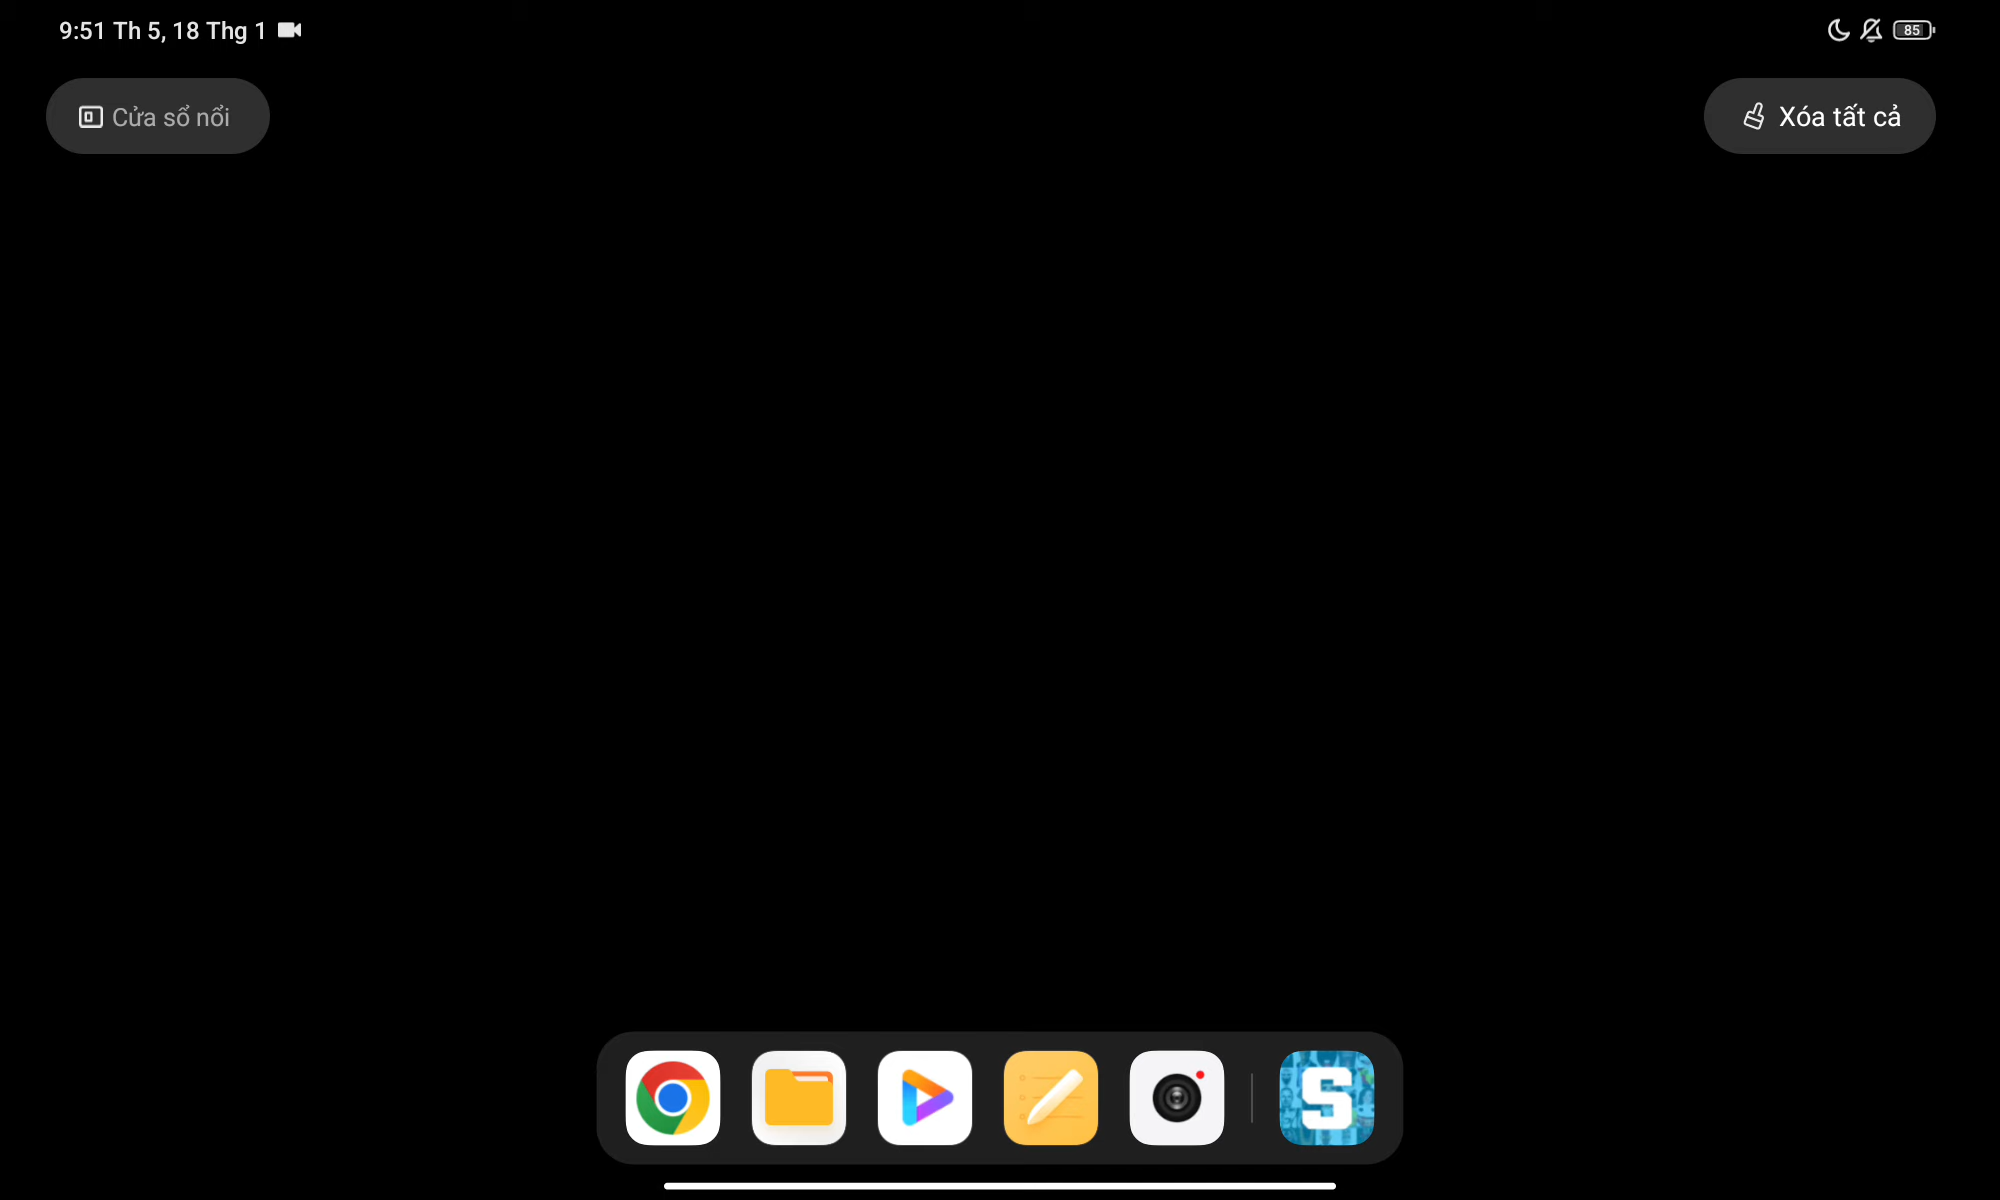 9:51 Th 5, 18 Thg 1
85
Cửa sổ nổi
Xóa tất cả
S